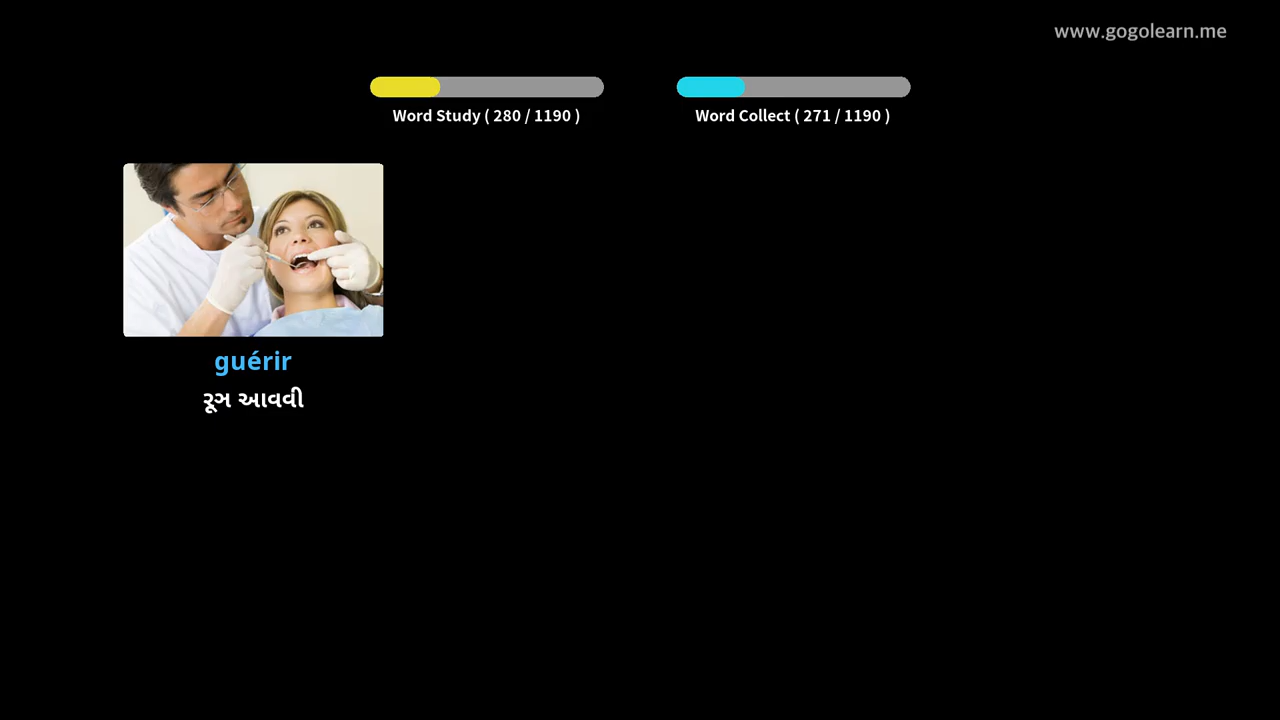 www.gogolearn.me
Word Study ( 280 / 1190 )
Word Collect ( 271 / 1190 )
guérir
રૂઞ આવવી